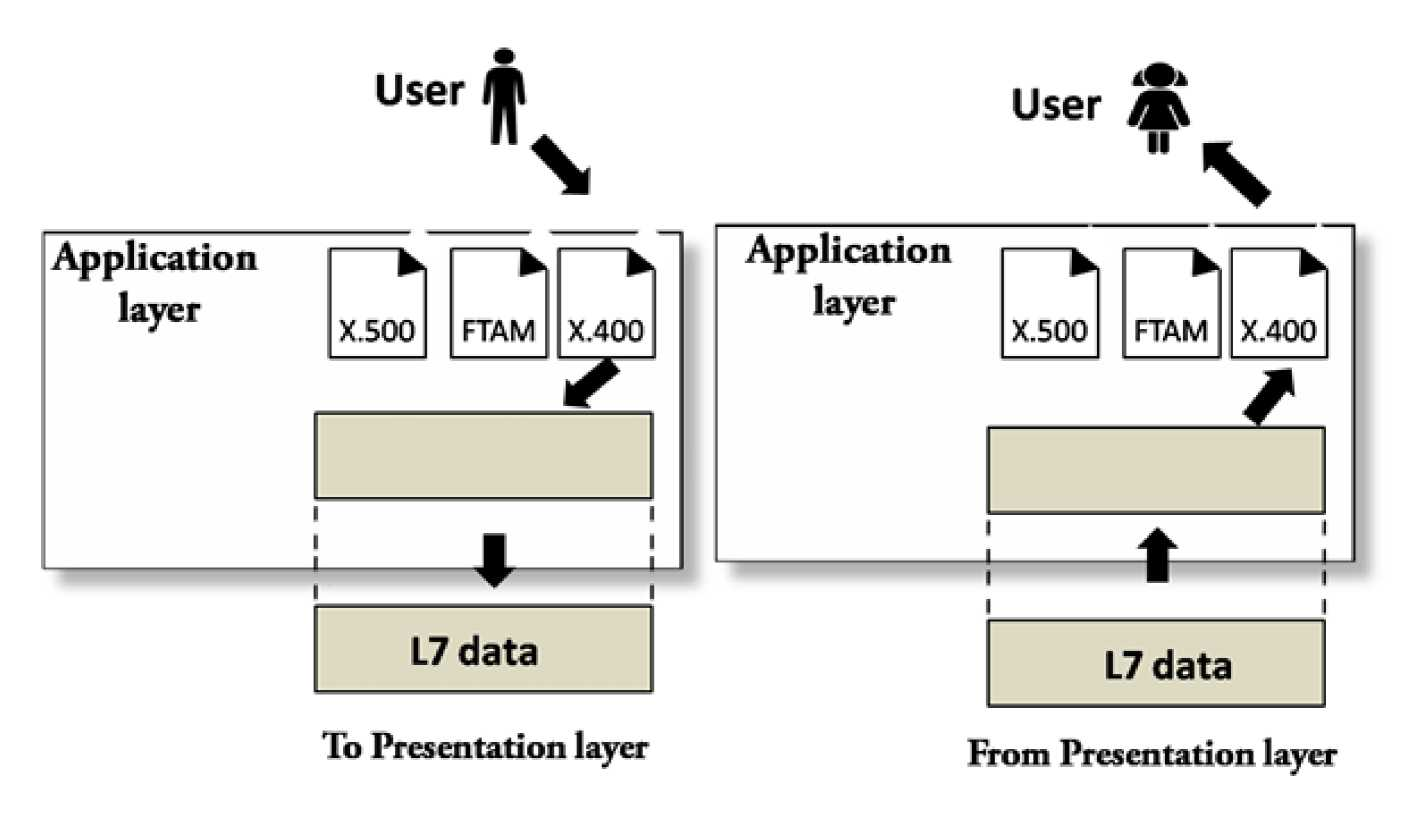 User
Application
layer
X.500
FTAM
X.400
L7 data
To Presentation layer
User
Application
layer
X.500
FTAM
X.400
L7 data
From Presentation layer